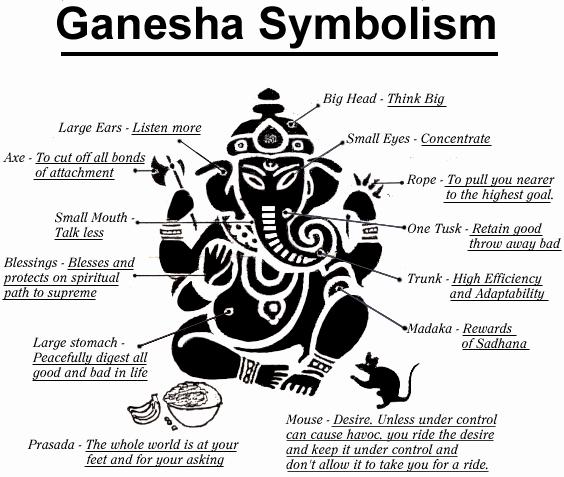 Ganesha Symbolism
Big Head - Think Big
Large Ears - Listen more
Small Eyes - Concentrate
Axe - To cut off all bonds
of attachment
Rope - To pull you nearer
to the highest goal.
Small Mouth -
Talk less
One Tusk - Retain good
throw away bad
Blessings - Blesses and
protects on spiritual
path to supreme
Trunk - High Efficiency
and Adaptability
Madaka - Rewards
of Sadhana
Large stomach -
Peacefully digest all
good and bad in life
Mouse - Desire. Unless under control
can cause havoc. you ride the desire
and keep it under control and
don't allow it to take you for a ride.
Prasada - The whole world is at your
feet and for your asking